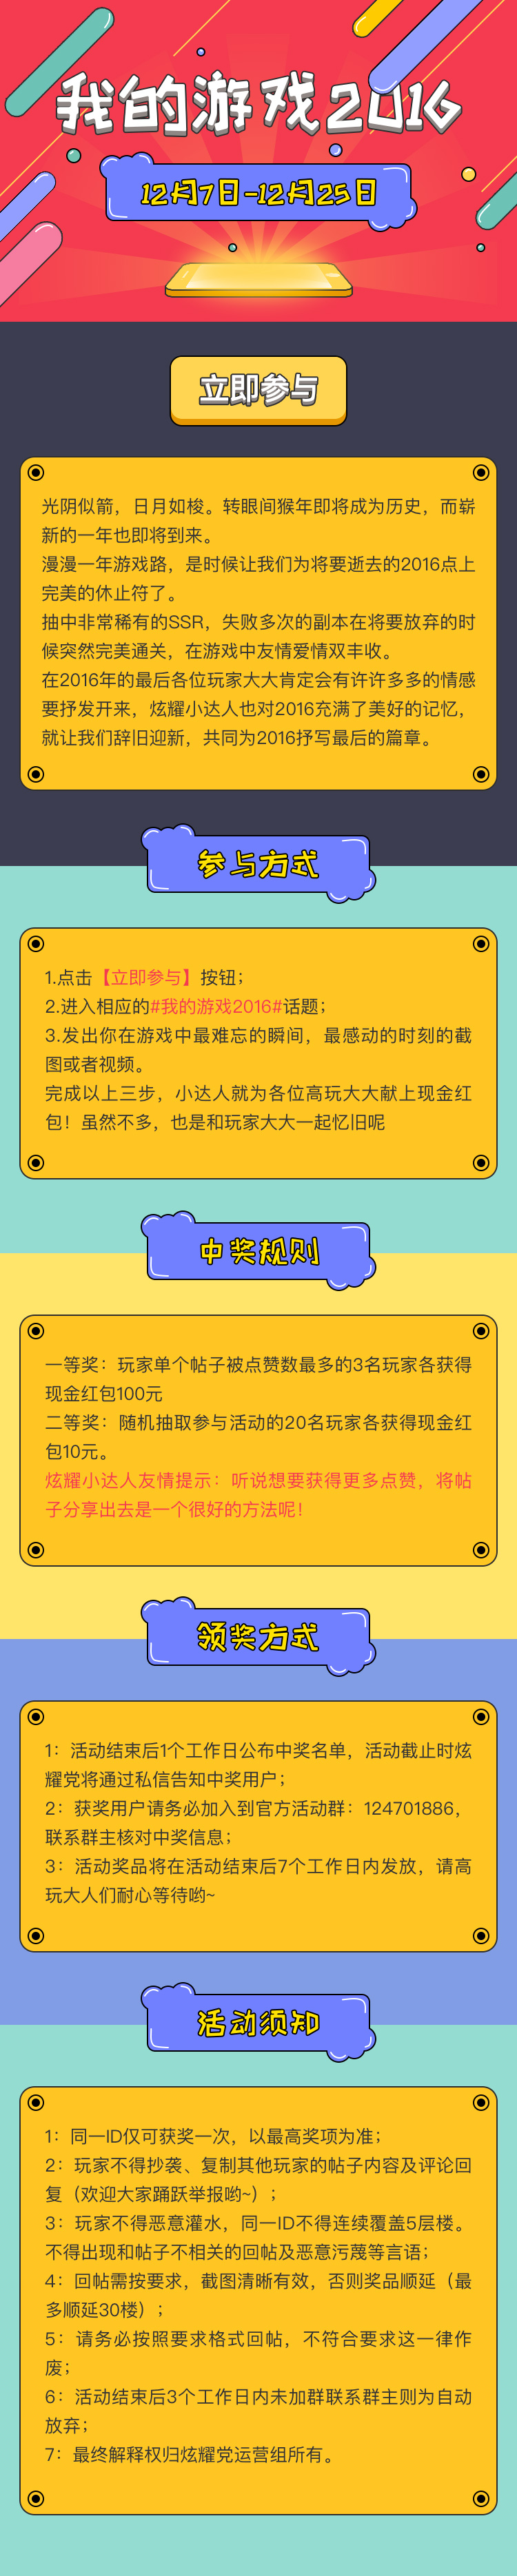 我的游戏2016
12月7日-12月25日
立即参与
光阴似箭，日月如梭。转眼间猴年即将成为历史，而崭
新的一年也即将到来。
漫漫一年游戏路，是时候让我们为将要逝去的2016点上
完美的休止符了。
抽中非常稀有的SSR，失败多次的副本在将要放弃的时
候突然完美通关，在游戏中友情爱情双丰收。
在2016年的最后各位玩家大大肯定会有许许多多的情感
要抒发开来，炫耀小达人也对2016充满了美好的记忆，
就让我们辞旧迎新，共同为2016抒写最后的篇章。
参与方式
1.点击【立即参与】按钮；
2.进入相应的#我的游戏2016#话题；
3.发出你在游戏中最难忘的瞬间，最感动的时刻的截
图或者视频。
完成以上三步，小达人就为各位高玩大大献上现金红
包！虽然不多，也是和玩家大大一起忆旧呢
中奖规则
一等奖：玩家单个帖子被点赞数最多的3名玩家各获得
现金红包100元
二等奖：随机抽取参与活动的20名玩家各获得现金红
包10元。
炫耀小达人友情提示：听说想要获得更多点赞，将帖
子分享出去是一个很好的方法呢！
领奖方式
1：活动结束后1个工作日公布中奖名单，活动截止时炫
耀党将通过私信告知中奖用户；
2：获奖用户请务必加入到官方活动群：124701886，
联系群主核对中奖信息；
3：活动奖品将在活动结束后7个工作日内发放，请高
玩大人们耐心等待哟~
活动须知
1：同一ID仅可获奖一次，以最高奖项为准；
2：玩家不得抄袭、复制其他玩家的帖子内容及评论回
复（欢迎大家踊跃举报哟~）；
3：玩家不得恶意灌水，同一ID不得连续覆盖5层楼。
不得出现和帖子不相关的回帖及恶意污蔑等言语；
4：回帖需按要求，截图清晰有效，否则奖品顺延（最
多顺延30楼）；
5：请务必按照要求格式回帖，不符合要求这一律作
废；
6：活动结束后3个工作日内未加群联系群主则为自动
放弃；
7：最终解释权归炫耀党运营组所有。